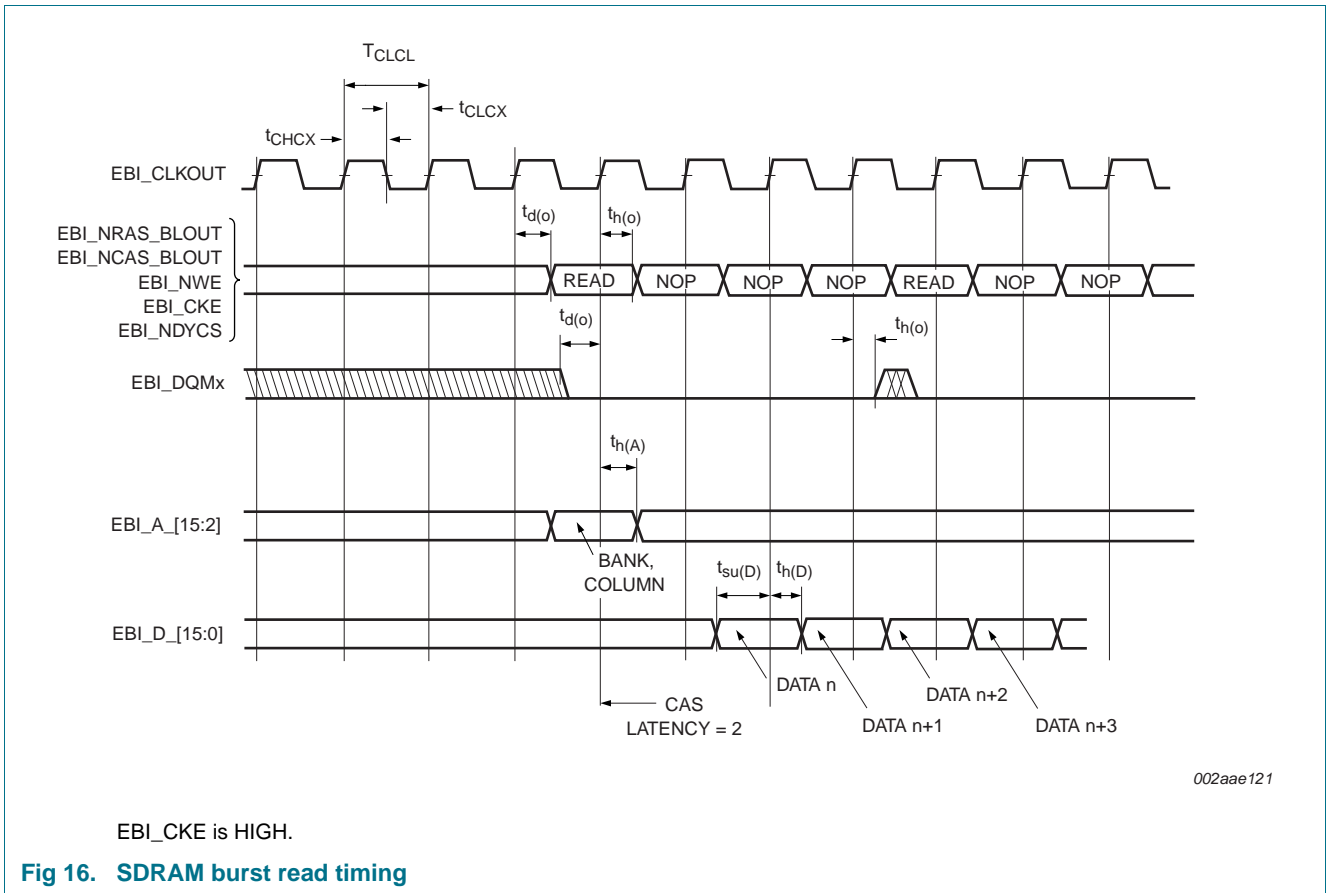 TCLCL
tCLCX
tCHCX
EBI_CLKOUT
td(o)
th(o)
EBI_NRAS_BLOUT
EBI_NCAS_BLOUT
EBI_NWE
EBI_CKE
EBI_NDYCS
READ
NOP
NOP
NOP
READ
NOP
NOP
td(o)
th(o)
EBI_DQMx
th(A)
EBI_A_[15:2]
BANK,
COLUMN
tsu(D)
th(D)
EBI_D_[15:0]
DATA n
DATA n+1
DATA n+2
DATA n+3
CAS
LATENCY = 2
002aae121
EBI_CKE is HIGH.
Fig 16. SDRAM burst read timing